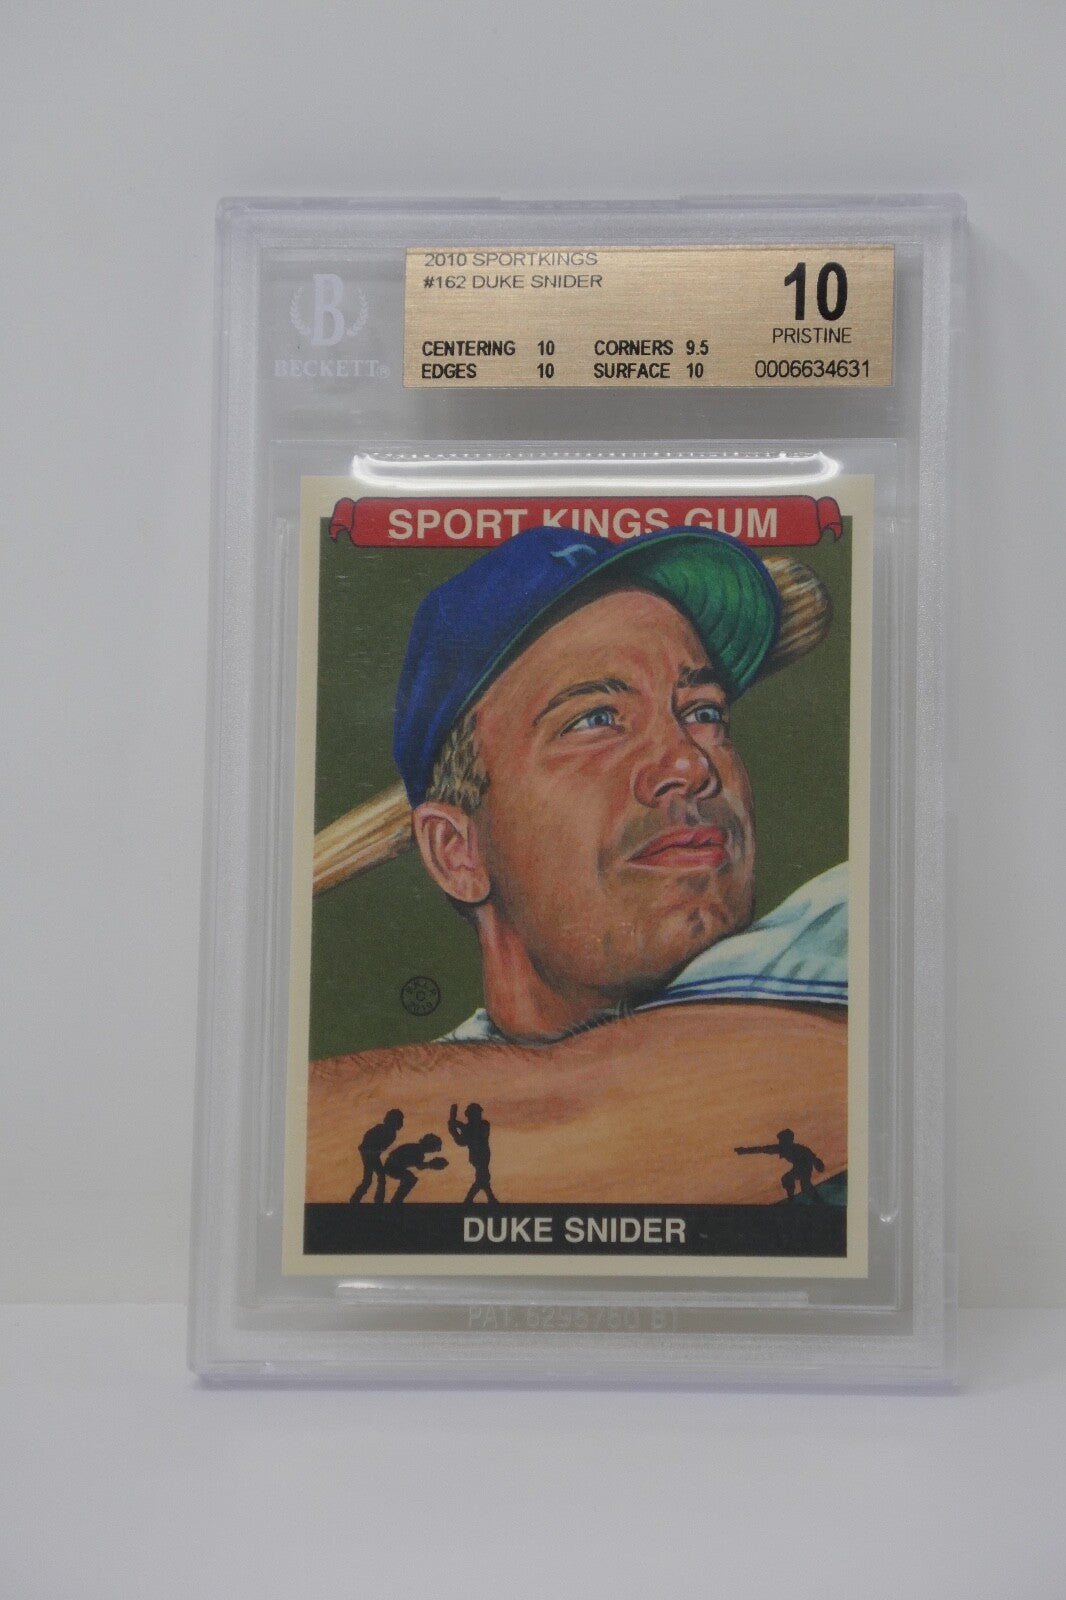 B
BECKETT®
2010 SPORTKINGS
#162 DUKE SNIDER
CENTERING 10 CORNERS 9.5
EDGES 10 SURFACE 10
10
PRISTINE
0006634631
SPORT KINGS GUM
DUKE SNIDER
PAT.